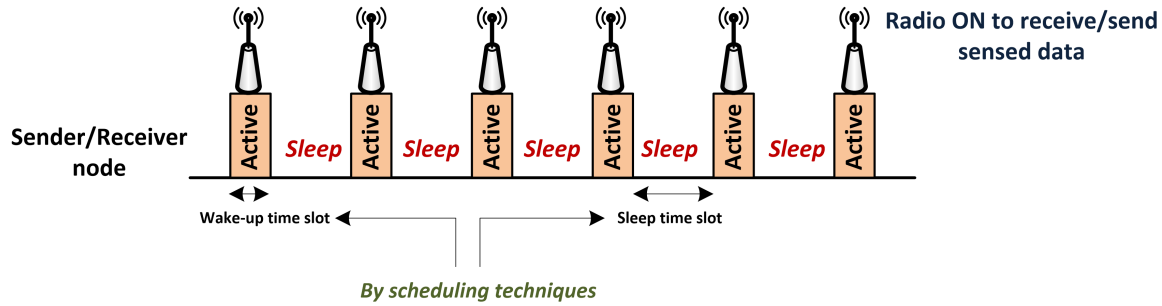 Radio ON to receive/send
sensed data
Sender/Receiver
node
Active
Sleep
Active
Sleep
Active
Sleep
Active
Sleep
Active
Sleep
Active
Wake-up time slot
Sleep time slot
By scheduling techniques